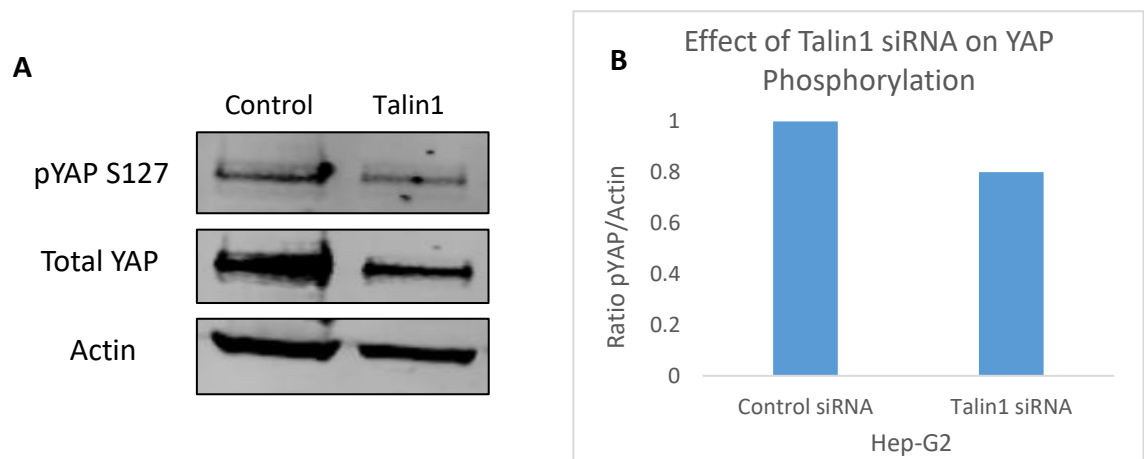 A
Control Talin1
pYAP S127
Total YAP
Actin
B
Effect of Talin1 siRNA on YAP
Phosphorylation
Ratio pYAP/Actin
1
0.8
0.6
0.4
0.2
0
Control siRNA Talin1 siRNA
Hep-G2